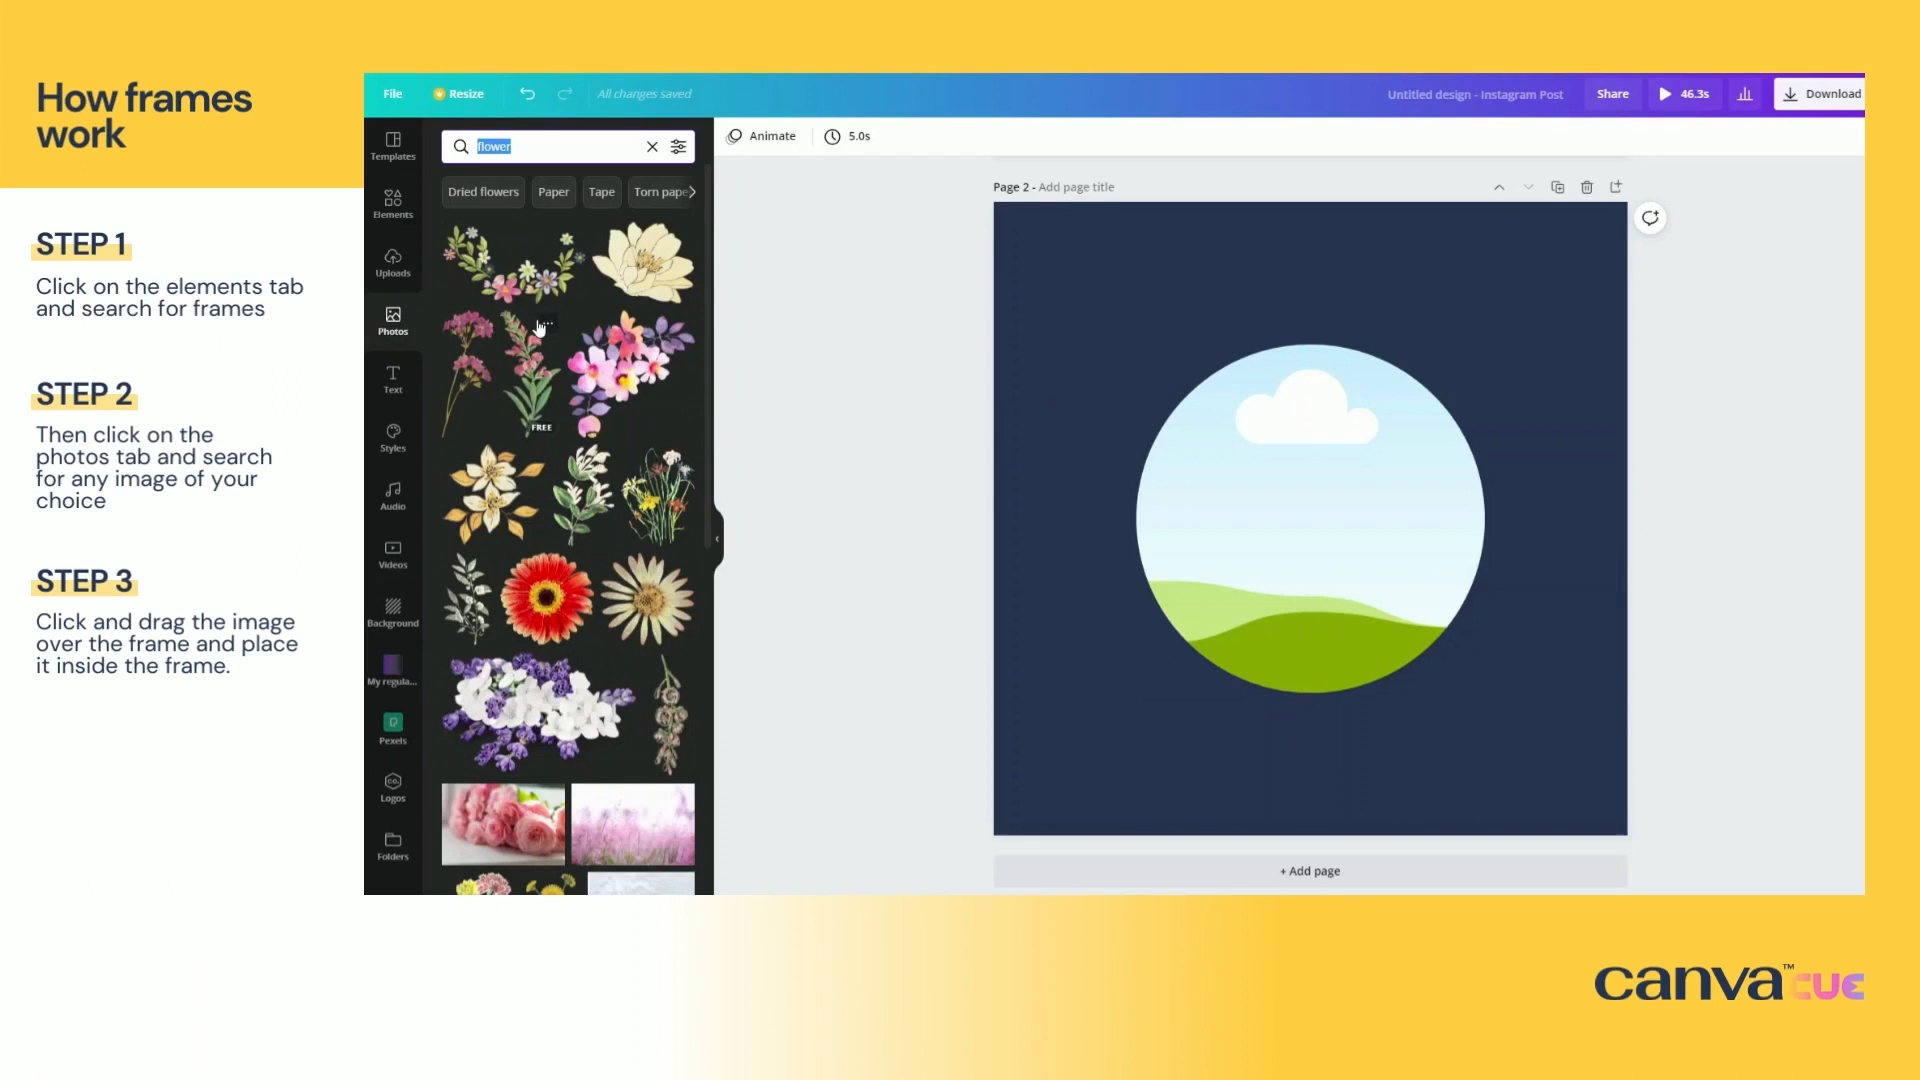 How frames
work
STEP 1
Click on the elements tab
and search for frames
STEP 2
Then click on the
photos tab and search
for any image of your
choice
STEP 3
Click and drag the image
over the frame and place
it inside the frame.
File
Resize
All changes saved
Untitled design - Instagram Post
Share
46.3s
Download
Templates
Elements
Uploads
Photos
Text
Styles
Audio
Videos
Background
My regula...
Pexels
Logos
Folders
flower
Dried flowers
Paper
Tape
Torn pape
FREE
Animate
5.0s
Page 2 - Add page title
+ Add page
canva™CUE